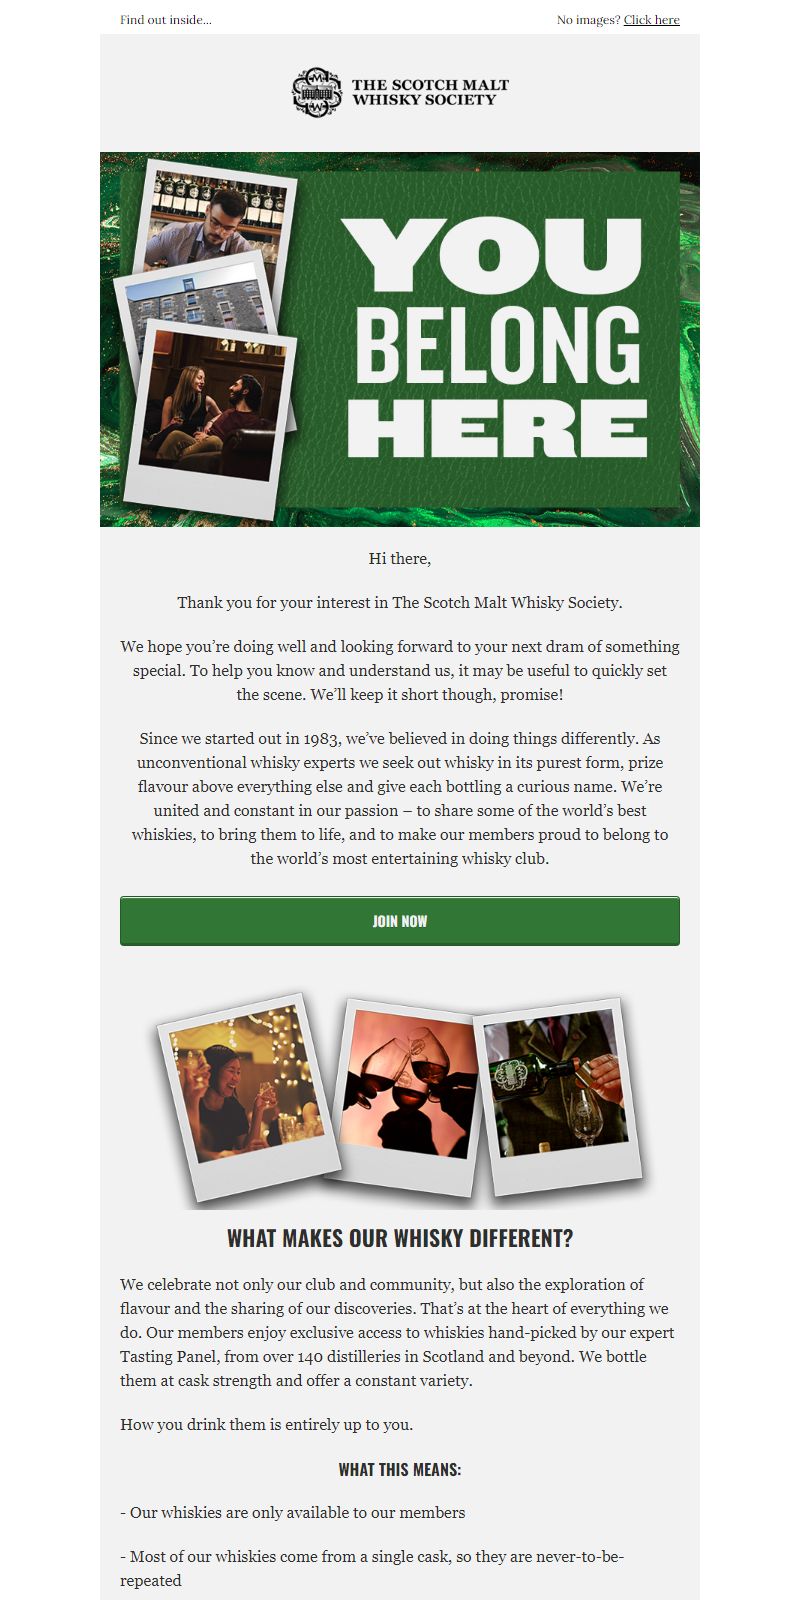 Find out inside...
No images? Click here
THE SCOTCH MALT
WHISKY SOCIETY
YOU
BELONG
HERE
Hi there,
Thank you for your interest in The Scotch Malt Whisky Society.
We hope you’re doing well and looking forward to your next dram of something
special. To help you know and understand us, it may be useful to quickly set
the scene. We’ll keep it short though, promise!
Since we started out in 1983, we’ve believed in doing things differently. As
unconventional whisky experts we seek out whisky in its purest form, prize
flavour above everything else and give each bottling a curious name. We’re
united and constant in our passion – to share some of the world’s best
whiskies, to bring them to life, and to make our members proud to belong to
the world’s most entertaining whisky club.
JOIN NOW
WHAT MAKES OUR WHISKY DIFFERENT?
We celebrate not only our club and community, but also the exploration of
flavour and the sharing of our discoveries. That’s at the heart of everything we
do. Our members enjoy exclusive access to whiskies hand-picked by our expert
Tasting Panel, from over 140 distilleries in Scotland and beyond. We bottle
them at cask strength and offer a constant variety.
How you drink them is entirely up to you.
WHAT THIS MEANS:
- Our whiskies are only available to our members
- Most of our whiskies come from a single cask, so they are never-to-be-
repeated